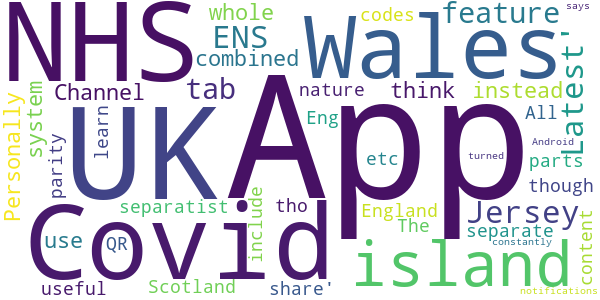 NHS
whole
codes
feature
says
ENS
Wales
combined
Latest'
Channel
tab
nature
think
instead
system
Personally
learn
UK
App
Eng
All
parity
etc
parts
Android
turned
though
separatist
tho
England
Jersey
Covid
include
The
separate
use
QR
island
constantly
content
useful
Scotland
share'
notifications